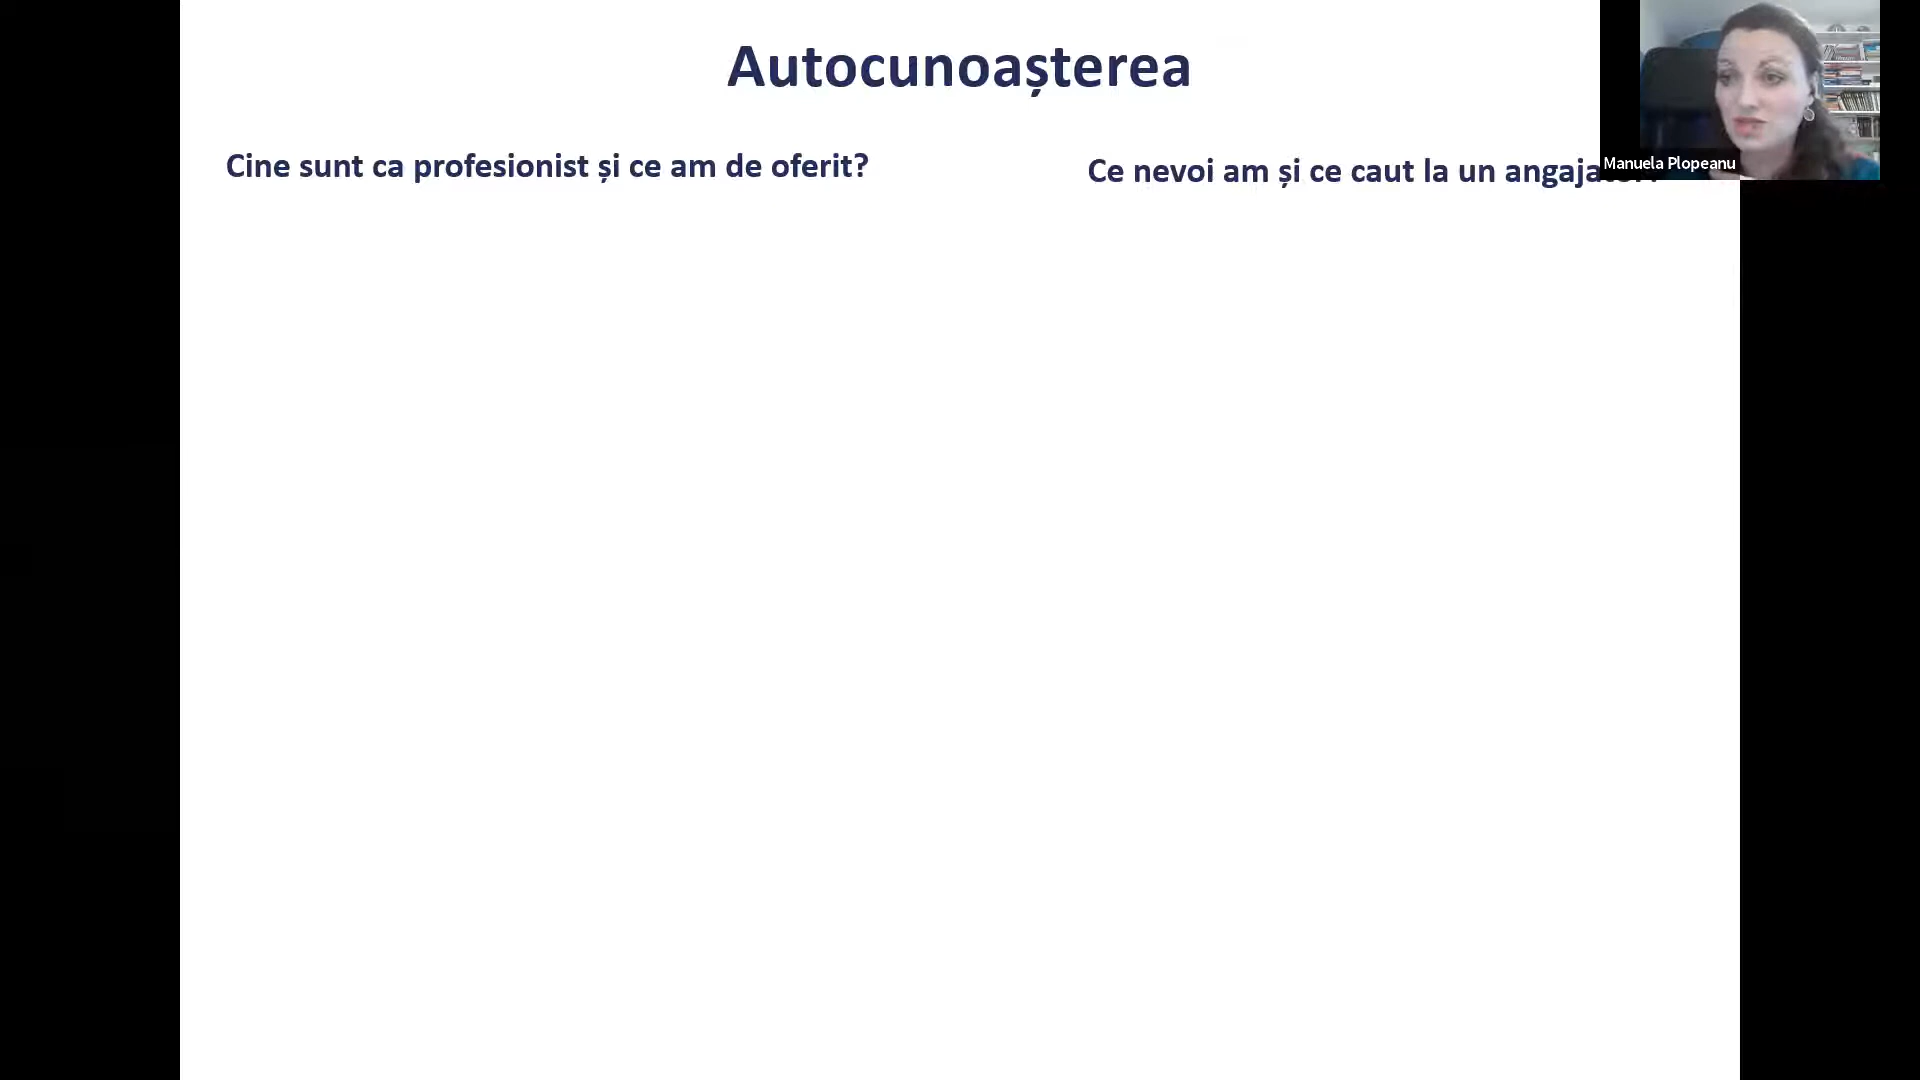 Autocunoașterea
Cine sunt ca profesionist și ce am de oferit?
Ce nevoi am și ce caut la un
Manuela Plopeanu